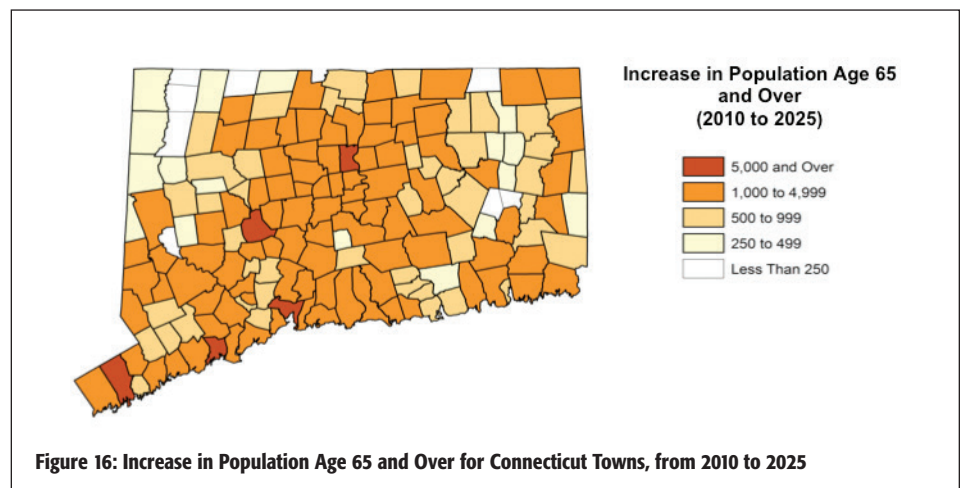 Increase in Population Age 65
and Over
(2010 to 2025)
5,000 and Over
1,000 to 4,999
500 to 999
250 to 499
Less Than 250
Figure 16: Increase in Population Age 65 and Over for Connecticut Towns, from 2010 to 2025